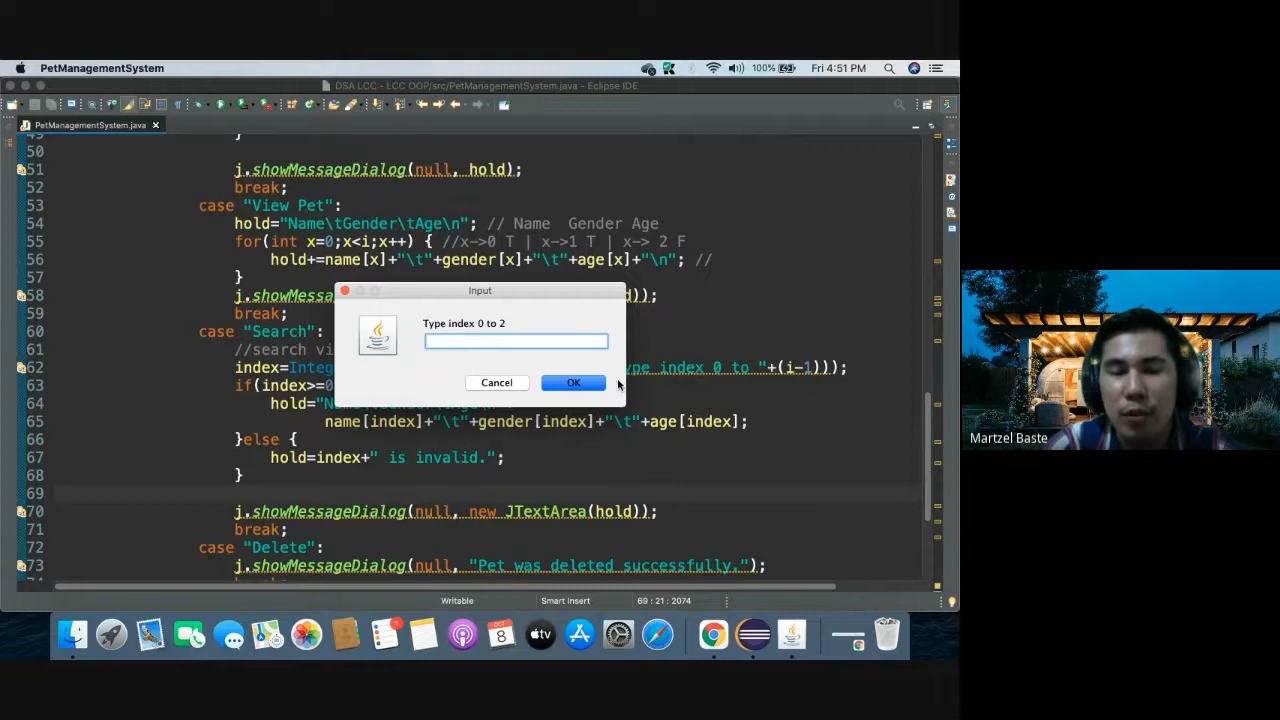 PetManagementSystem
100%
Fri 4:51 PM
DSA LCC - LCC OOP/src/PetManagementSystem.java - Eclipse IDE
PetManagementSystem.java
49 }
50
51 j.showMessageDialog(null, hold);
52 break;
53 case "View Pet":
54 hold="Name\tGender\tAge\n"; // Name Gender Age
55 for(int x=0;x<i;x++) { //x->0 T | x->1 T | x-> 2 F
56 hold+=name[x]+"\t"+gender[x]+"\t"+age[x]+"\n"; //
57 }
58 j.showMessa d));
59 break;
60 case "Search":
61 //search vi
62 index=Integ ype index 0 to "+(i-1)));
63 if(index>=0
64 hold="N
65 name[index]+"\t"+gender[index]+"\t"+age[index];
66 }else {
67 hold=index+" is invalid.";
68 }
69
70 j.showMessageDialog(null, new JTextArea(hold));
71 break;
72 case "Delete":
73 j.showMessageDialog(null, "Pet was deleted successfully.");
Input
Type index 0 to 2
Cancel
OK
Writable
Smart Insert
69 : 21 : 2074
OCT
8
1
tv
Martzel Baste